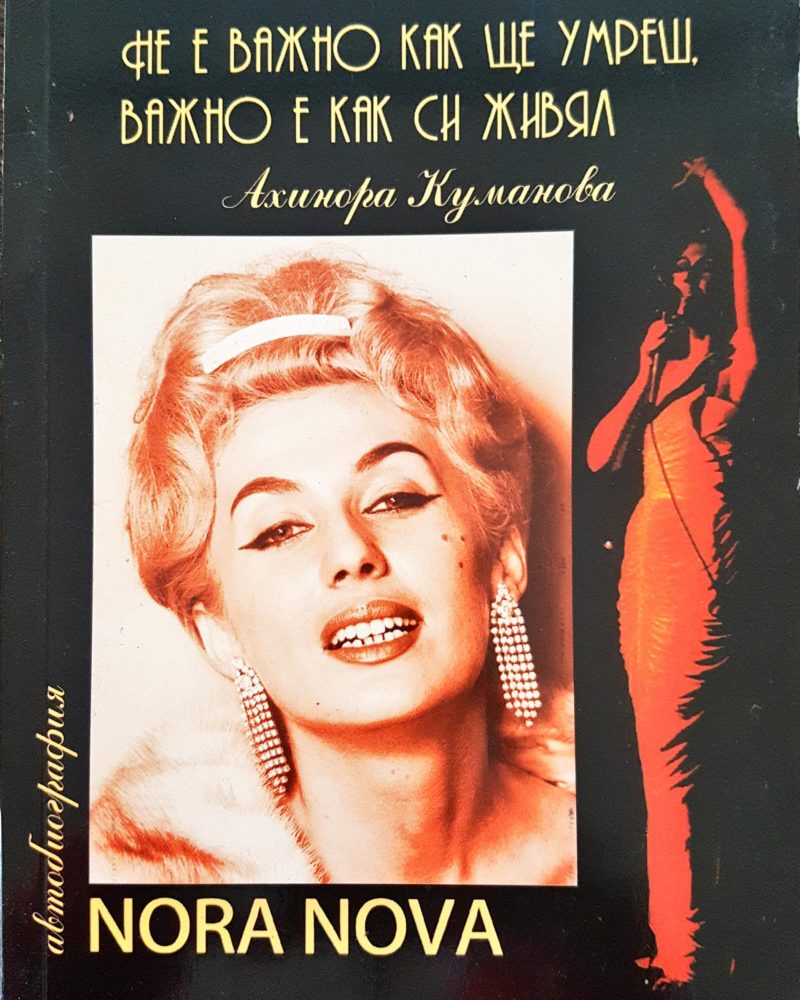 НЕ Е ВАЖНО КАК ЩЕ УМРЕШ,
ВАЖНО Е КАК СИ ЖИВЯЛ
Ахинора Куманова
автобиография
NORA NOVA